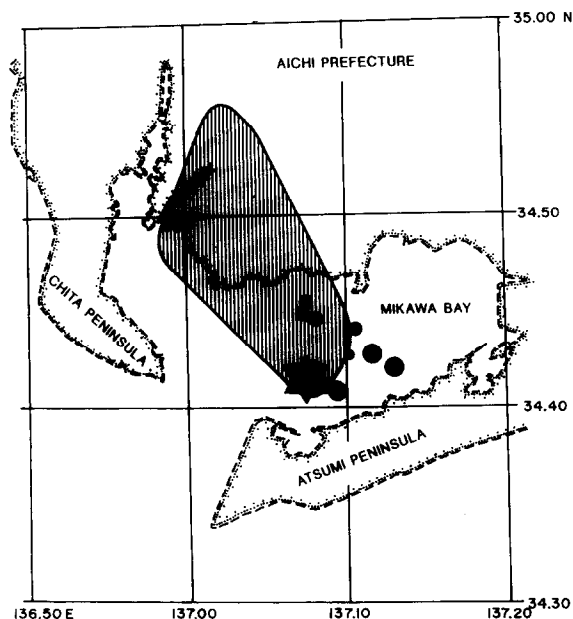 35.00 N
AICHI PREFECTURE
34.50
CHITA PENINSULA
MIKAWA BAY
34.40
ATSUMI PENINSULA
34.30
136.50 E
137.00
137.10
137.20